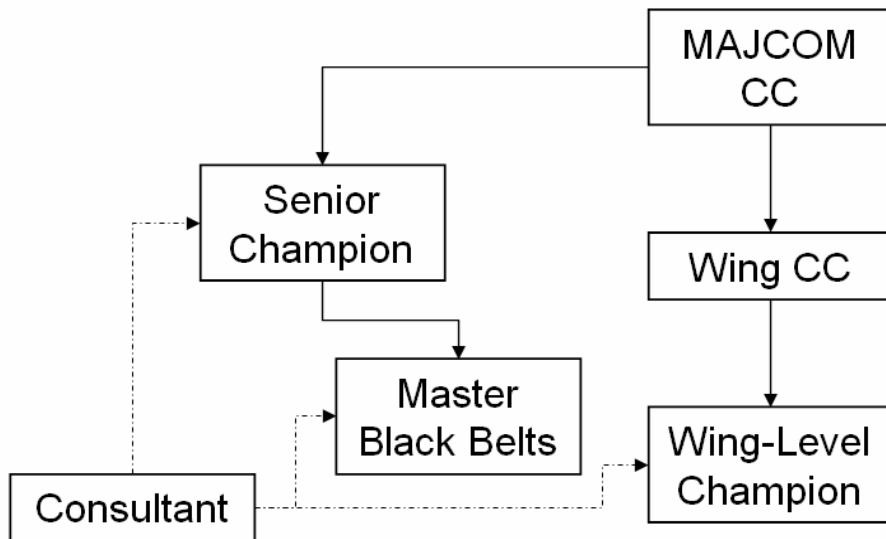 MAJCOM
CC
Senior
Champion
Wing CC
Master
Black Belts
Wing-Level
Champion
Consultant